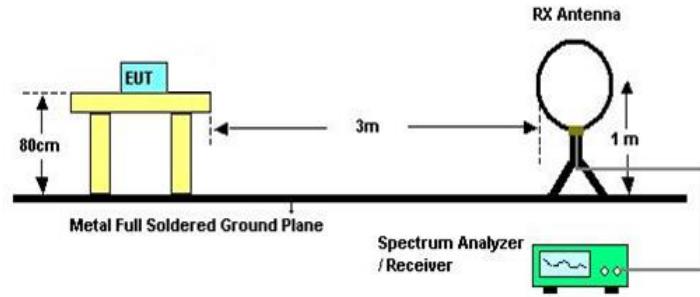 RX Antenna
EUT
3m
80cm
1 m
Metal Full Soldered Ground Plane
Spectrum Analyzer
/ Receiver